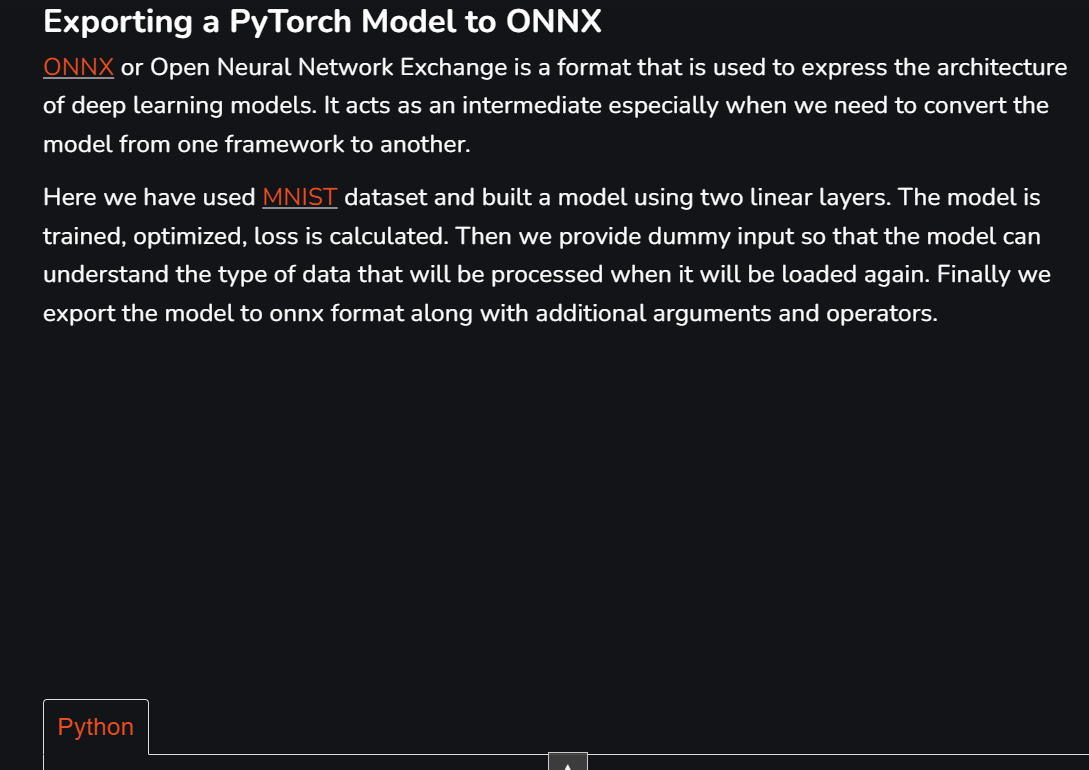 Exporting a PyTorch Model to ONNX
ONNX or Open Neural Network Exchange is a format that is used to express the architecture
of deep learning models. It acts as an intermediate especially when we need to convert the
model from one framework to another.
Here we have used MNIST dataset and built a model using two linear layers. The model is
trained, optimized, loss is calculated. Then we provide dummy input so that the model can
understand the type of data that will be processed when it will be loaded again. Finally we
export the model to onnx format along with additional arguments and operators.
Python